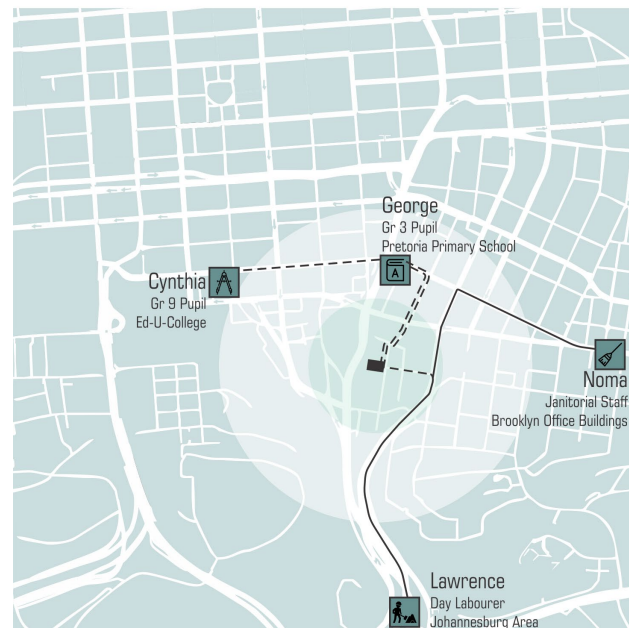 George
Gr 3 Pupil
Pretoria Primary School
A
Cynthia
Gr 9 Pupil
Ed-U-College
Noma
Janitorial Staff
Brooklyn Office Buildings
Lawrence
Day Labourer
Johannesburg Area